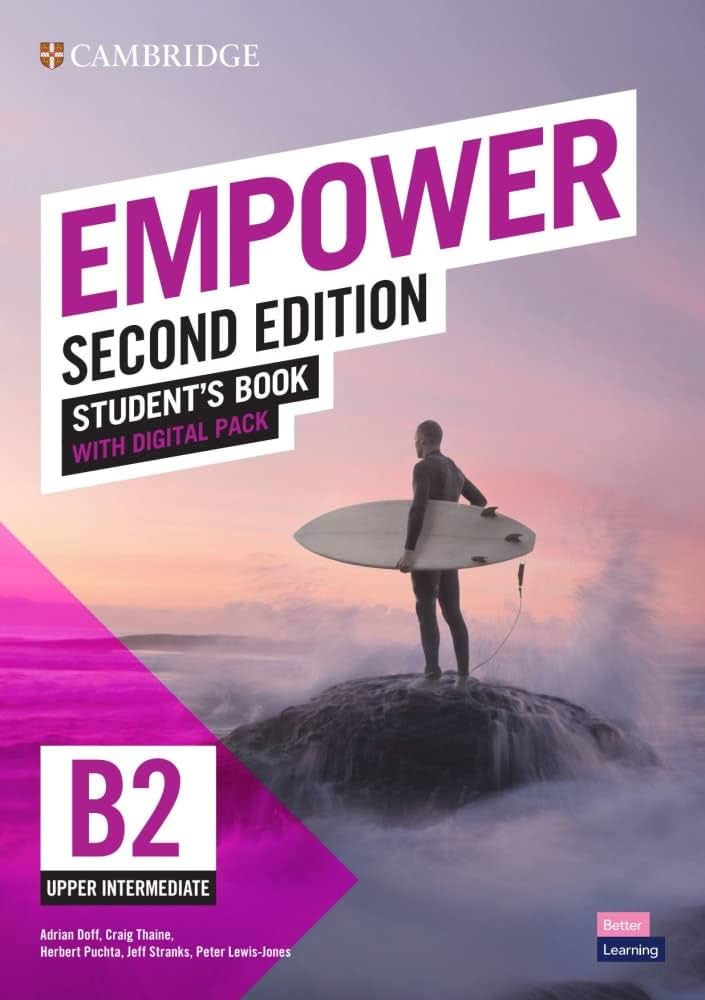 CAMBRIDGE
EMPOWER
SECOND EDITION
STUDENT'S BOOK
WITH DIGITAL PACK
B2
UPPER INTERMEDIATE
Adrian Doff, Craig Thaine,
Herbert Puchta, Jeff Stranks, Peter Lewis-Jones
Better
Learning